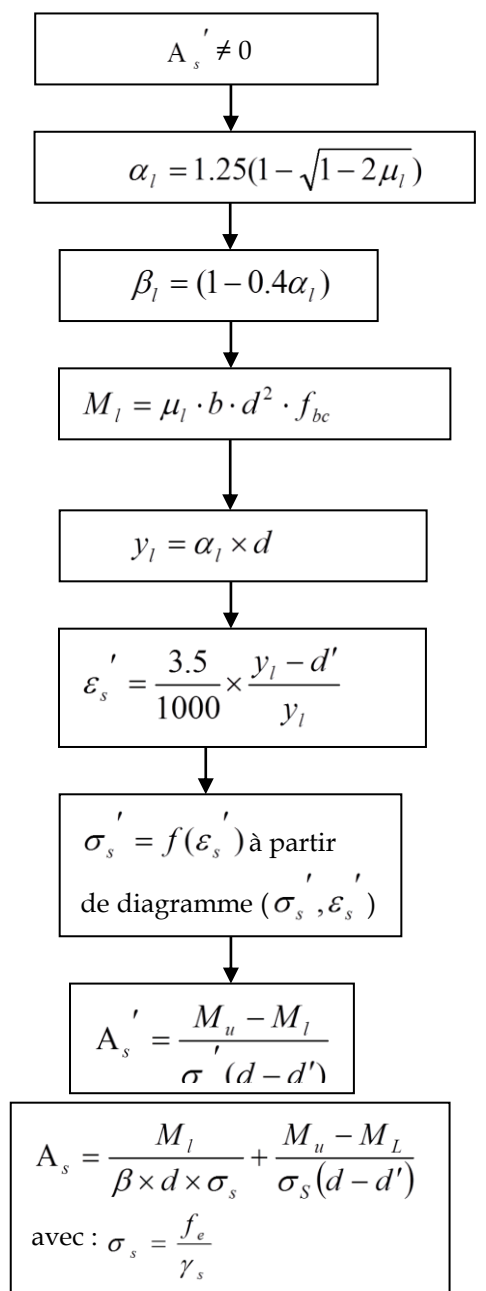 A_s′ ≠ 0
α_l = 1.25(1 − √(1 − 2μ_l))
β_l = (1 − 0.4α_l)
M_l = μ_l · b · d² · f_bc
y_l = α_l × d
ε_s′ = 3.5/1000 × (y_l − d′)/y_l
σ_s′ = f(ε_s′) à partir
de diagramme (σ_s′, ε_s′)
A_s′ = (M_u − M_l)/(σ′(d − d′))
A_s = M_l/(β × d × σ_s) + (M_u − M_L)/(σ_S(d − d′))
avec : σ_s = f_e/γ_s